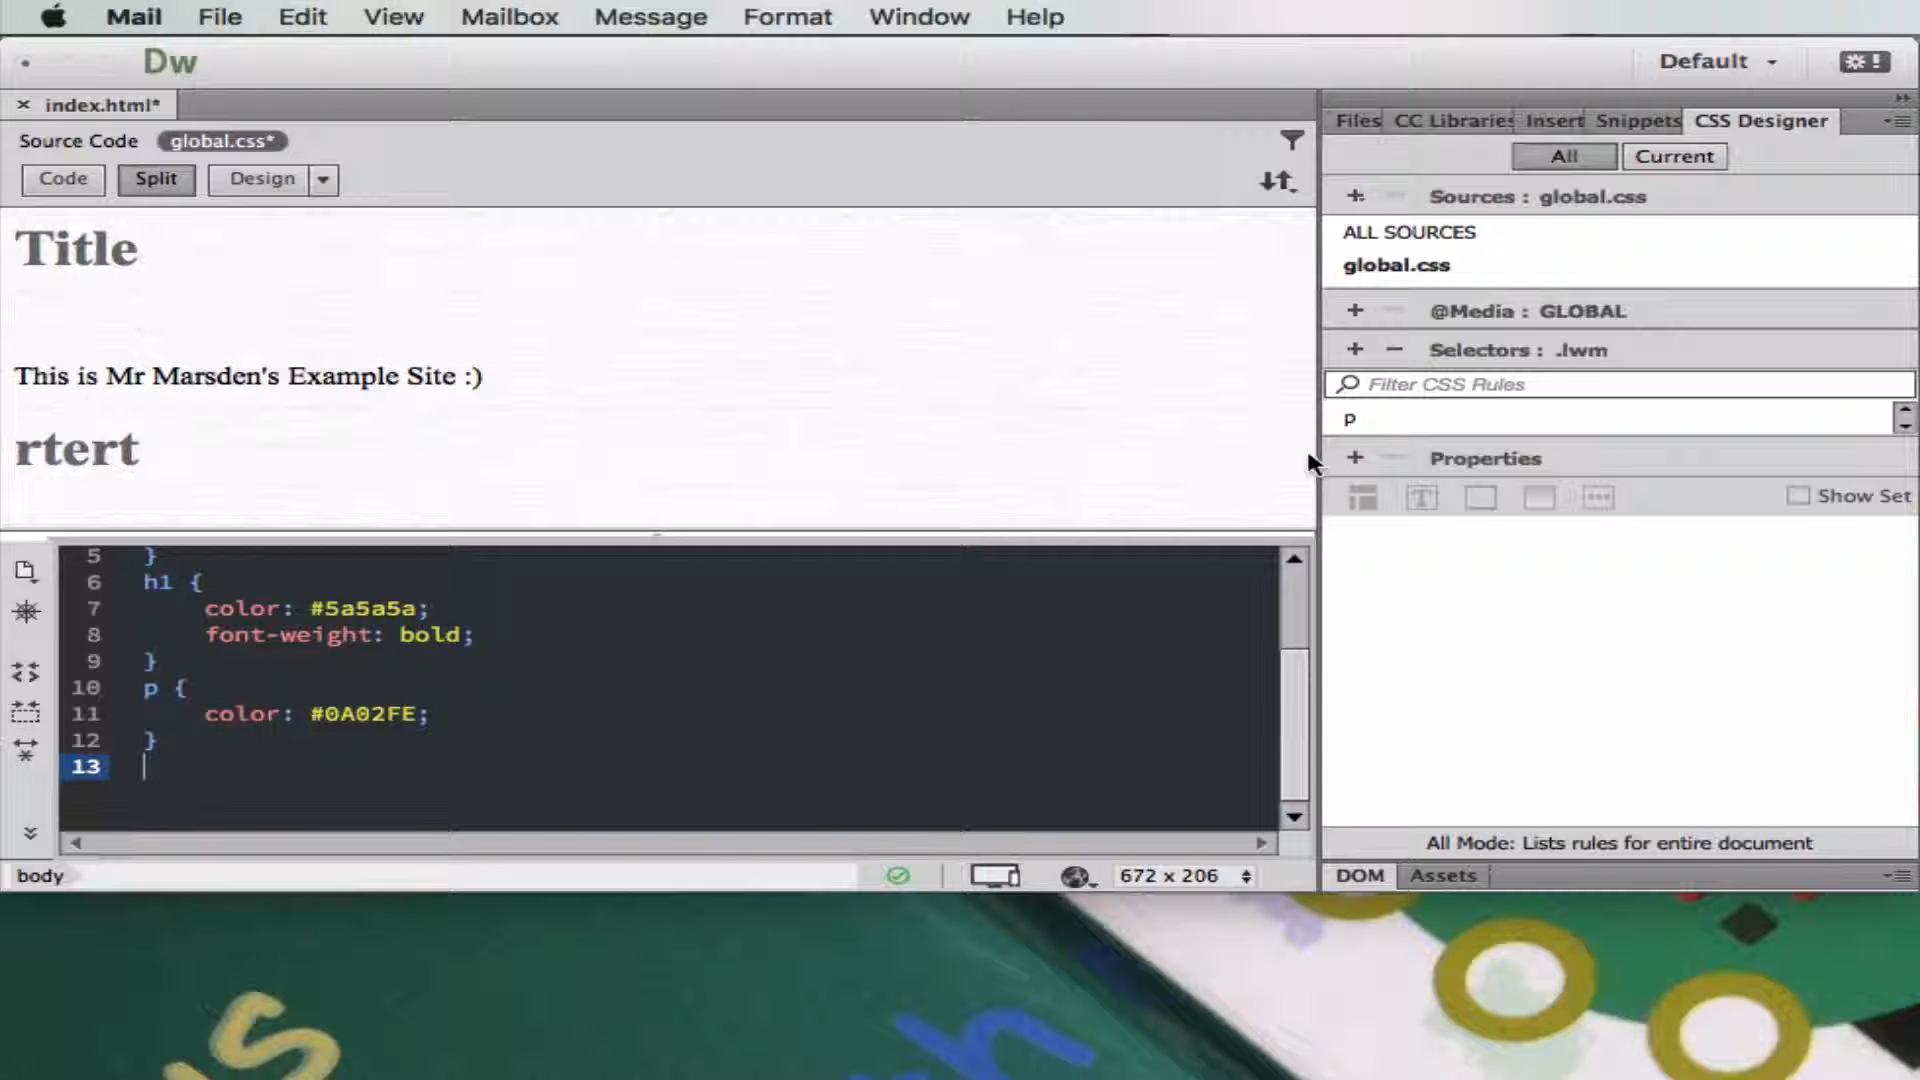 Mail File Edit View Mailbox Message Format Window Help
Dw
Default
index.html*
Source Code global.css*
Code Split Design
Title
This is Mr Marsden's Example Site :)
rtert
5 }
6 h1 {
7 color: #5a5a5a;
8 font-weight: bold;
9 }
10 p {
11 color: #0A02FE;
12 }
13
body
672 x 206
Files CC Libraries Insert Snippets CSS Designer
All Current
Sources : global.css
ALL SOURCES
global.css
@Media : GLOBAL
Selectors : .lwm
Filter CSS Rules
p
Properties
Show Set
All Mode: Lists rules for entire document
DOM Assets